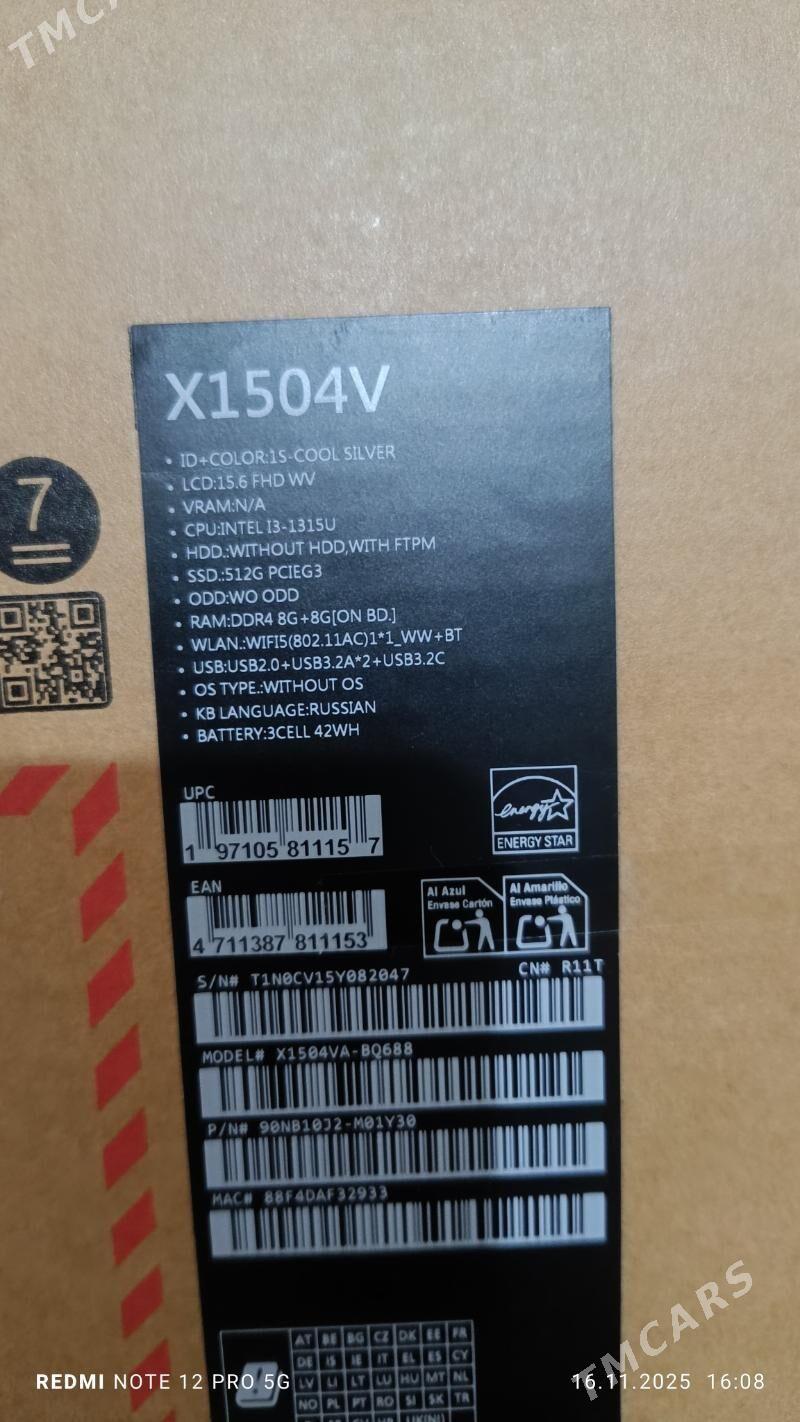 TMCA
X1504V
• ID+COLOR:1S-COOL SILVER
• LCD:15.6 FHD WV
• VRAM:N/A
• CPU:INTEL I3-1315U
• HDD.:WITHOUT HDD,WITH FTPM
• SSD.:512G PCIEG3
• ODD:WO ODD
• RAM:DDR4 8G+8G[ON BD.]
• WLAN.:WIFI5(802.11AC)1*1_WW+BT
• USB:USB2.0+USB3.2A*2+USB3.2C
• OS TYPE.:WITHOUT OS
• KB LANGUAGE:RUSSIAN
• BATTERY:3CELL 42WH
7
UPC
1 97105 81115 7
energy
ENERGY STAR
EAN
4 711387 811153
Al Azul
Envase Cartón
Al Amarillo
Envase Plástico
S/N# T1N0CV15Y082047
CN# R11T
MODEL# X1504VA-BQ688
P/N# 90NB10J2-M01Y30
MAC# 88F4DAF32933
AT BE BG CZ DK EE FR
DE IS IE IT EL ES CY
LV LI LT LU HU MT NL
NO PL PT RO SI SK TR
UK(NI)
TMCARS
REDMI NOTE 12 PRO 5G
16.11.2025 16:08